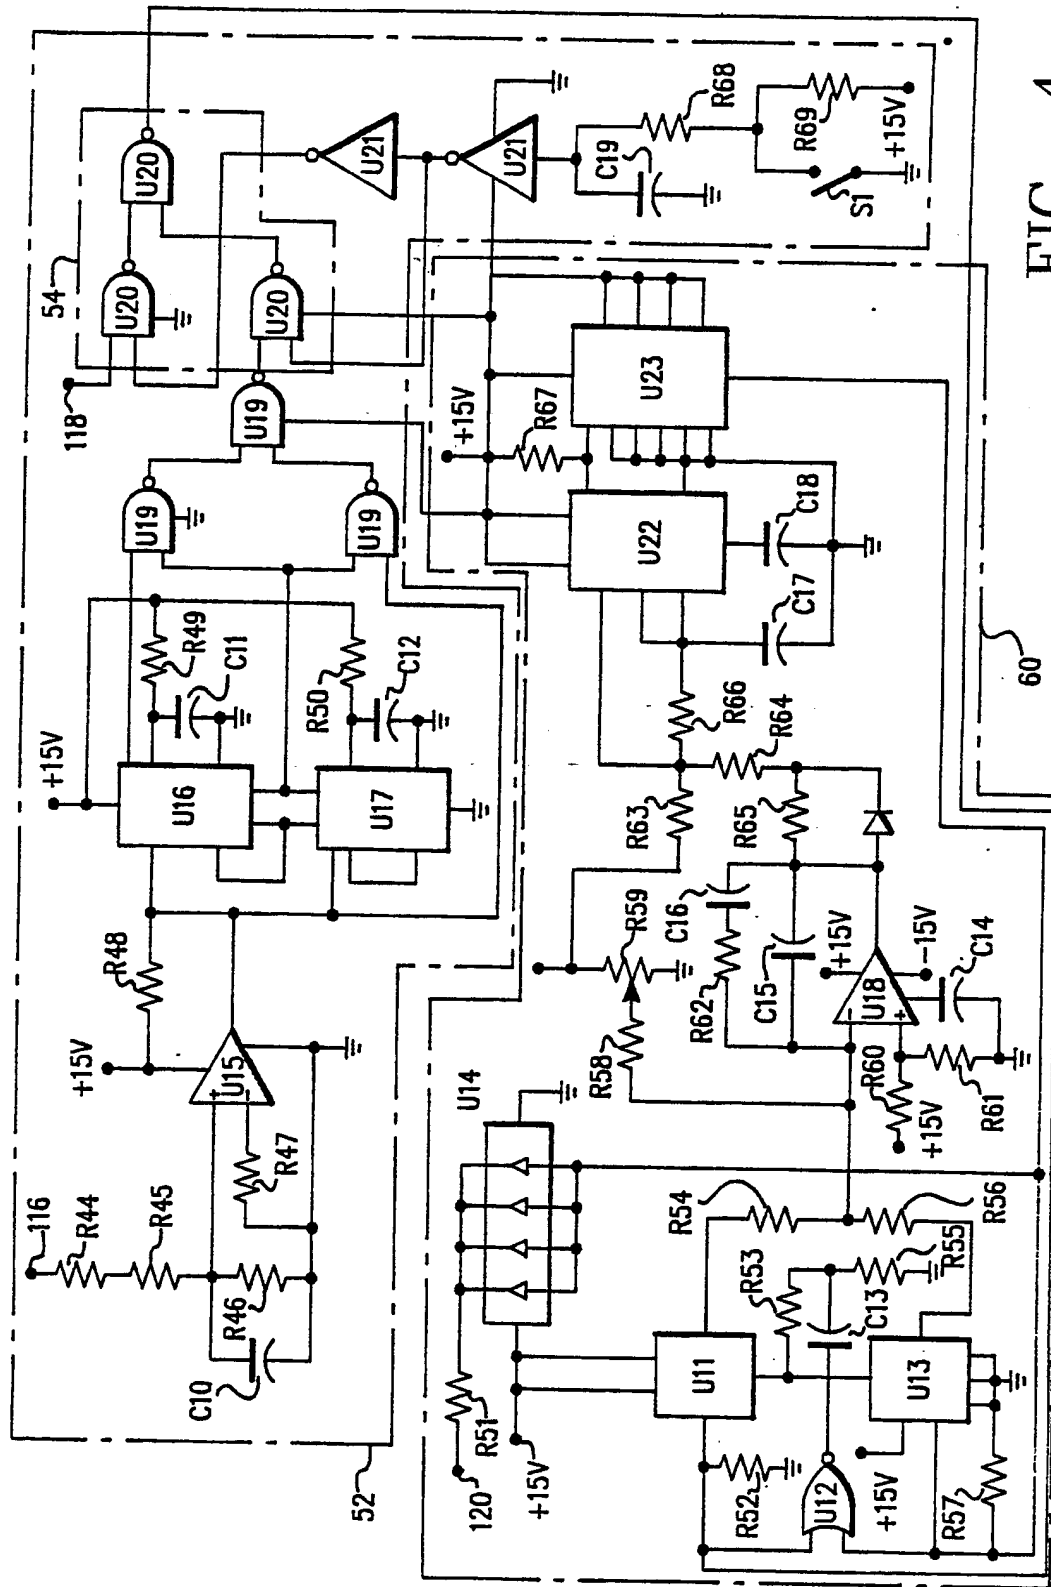 116
R44
R45
R46
C10
R47
+15V
U15
R48
+15V
U16
U17
R49
C11
R50
C12
118
54
U19
U19
U19
U20
U20
U20
U21
U21
R68
C19
R69
+15V
S1
52
120
R51
+15V
U14
R52
U12
U11
R53
R54
C13
R55
R56
+15V
U13
R57
R58
R59
R60
+15V
R61
U18
+
−
+15V
-15V
C14
C15
R62
C16
R63
R65
R64
R66
C17
C18
U22
R67
+15V
U23
60
FIG. 4